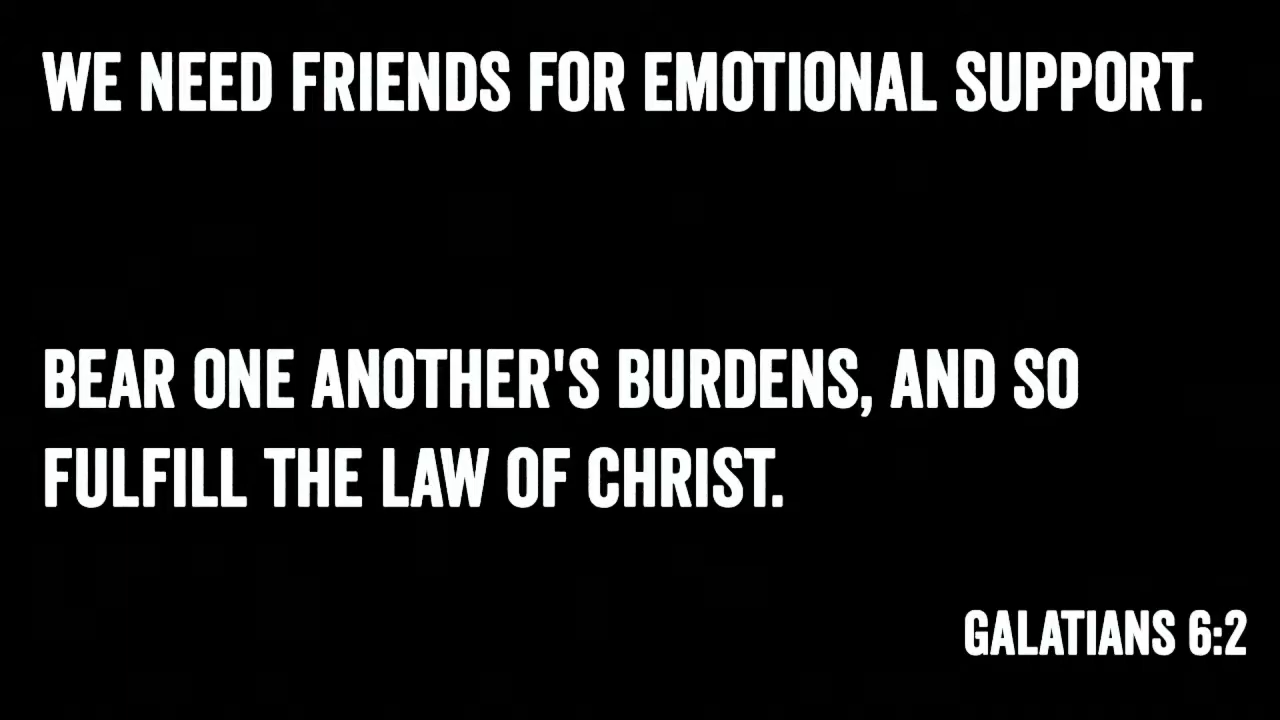 WE NEED FRIENDS FOR EMOTIONAL SUPPORT.
BEAR ONE ANOTHER'S BURDENS, AND SO
FULFILL THE LAW OF CHRIST.
GALATIANS 6:2